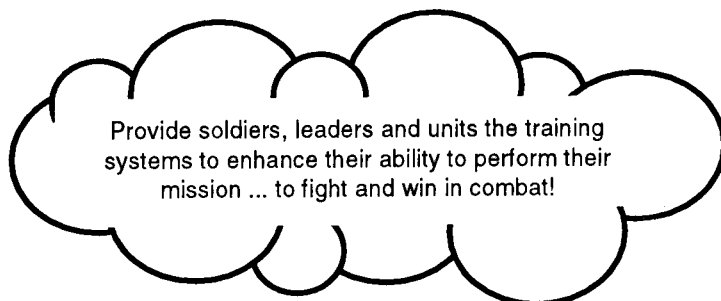 Provide soldiers, leaders and units the training
systems to enhance their ability to perform their
mission ... to fight and win in combat!